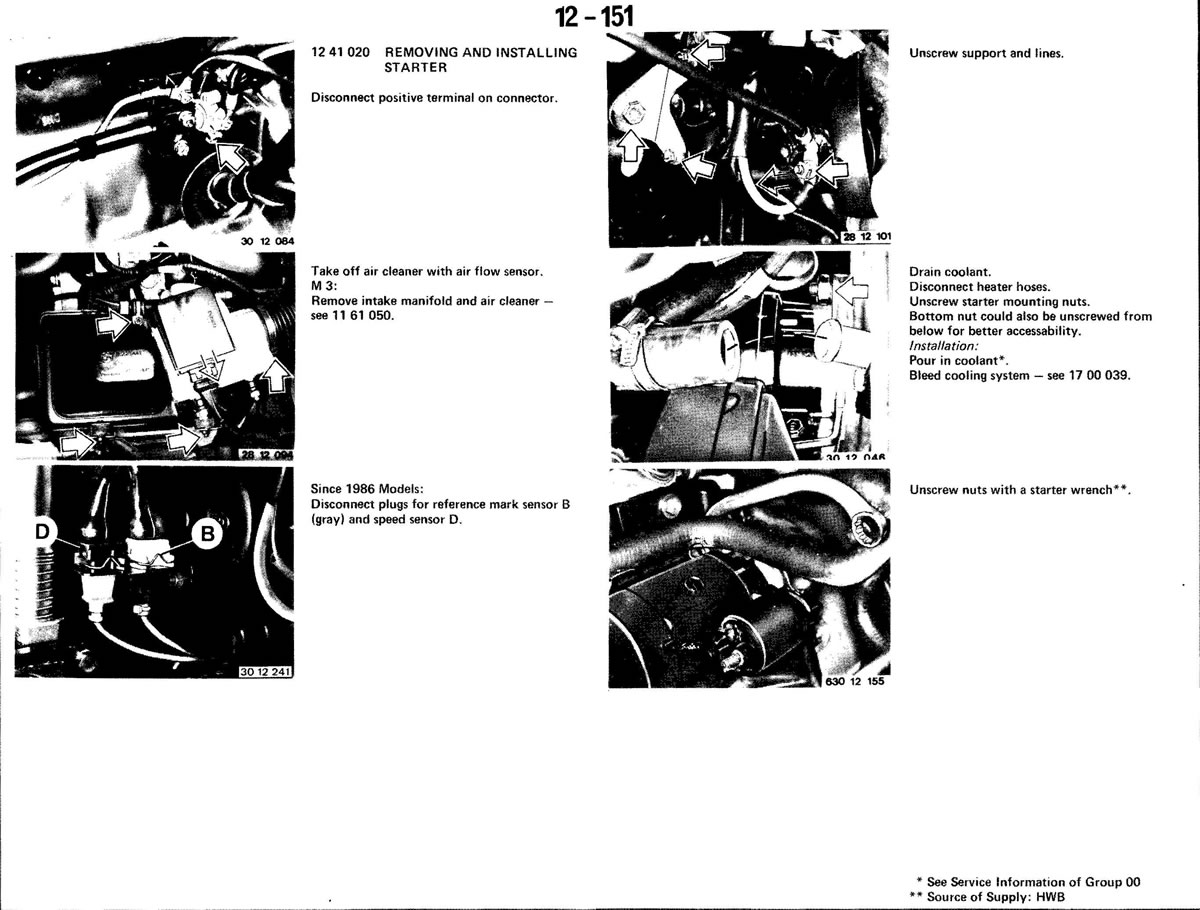 12 – 151
12 41 020 REMOVING AND INSTALLING
STARTER
Disconnect positive terminal on connector.
30 12 084
Take off air cleaner with air flow sensor.
M 3:
Remove intake manifold and air cleaner –
see 11 61 050.
28 12 094
Since 1986 Models:
Disconnect plugs for reference mark sensor B
(gray) and speed sensor D.
D
B
30 12 241
Unscrew support and lines.
28 12 101
Drain coolant.
Disconnect heater hoses.
Unscrew starter mounting nuts.
Bottom nut could also be unscrewed from
below for better accessability.
Installation:
Pour in coolant*.
Bleed cooling system – see 17 00 039.
30 12 046
Unscrew nuts with a starter wrench**.
630 12 155
* See Service Information of Group 00
** Source of Supply: HWB